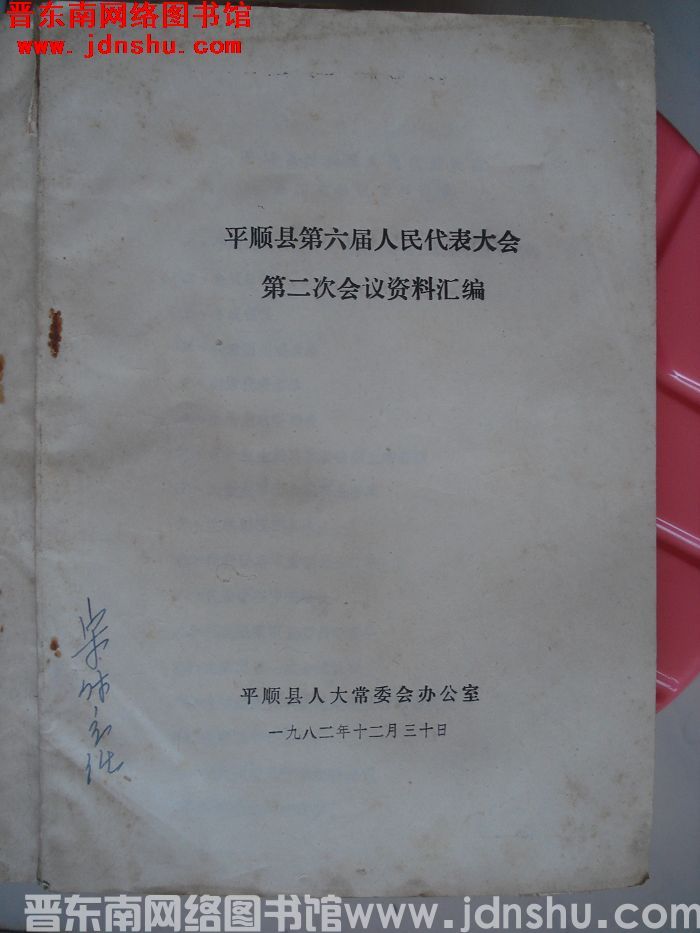 晋东南网络图书馆
www.jdnshu.com
平顺县第六届人民代表大会
第二次会议资料汇编
平顺县人大常委会办公室
一九八二年十二月三十日
晋东南网络图书馆www.jdnshu.com